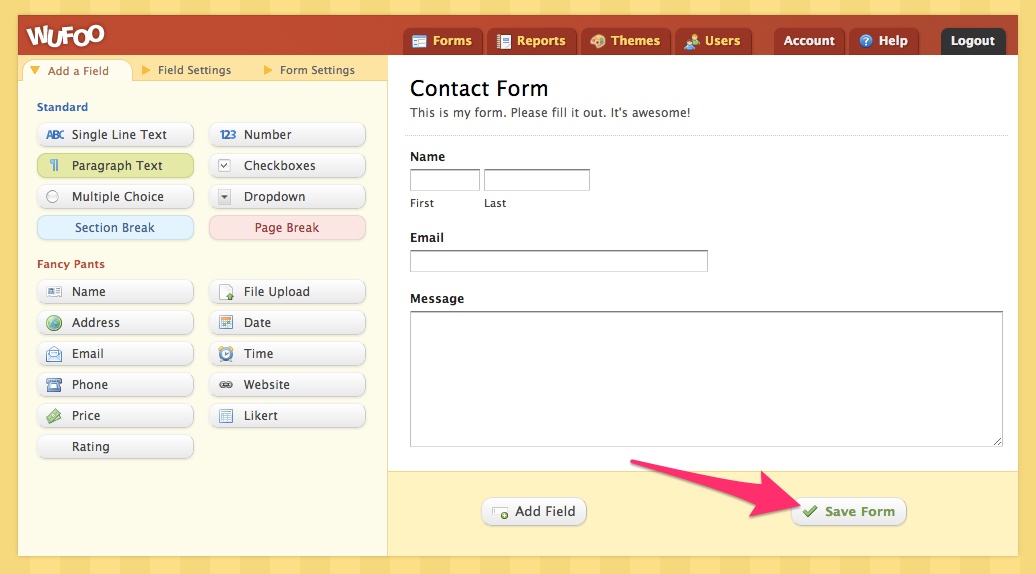 WUFOO
Forms Reports Themes Users Account Help Logout
Add a Field Field Settings Form Settings
Standard
ABC Single Line Text 123 Number
Paragraph Text Checkboxes
Multiple Choice Dropdown
Section Break Page Break
Fancy Pants
Name File Upload
Address Date
Email Time
Phone Website
Price Likert
Rating
Contact Form
This is my form. Please fill it out. It's awesome!
Name
First Last
Email
Message
Add Field Save Form